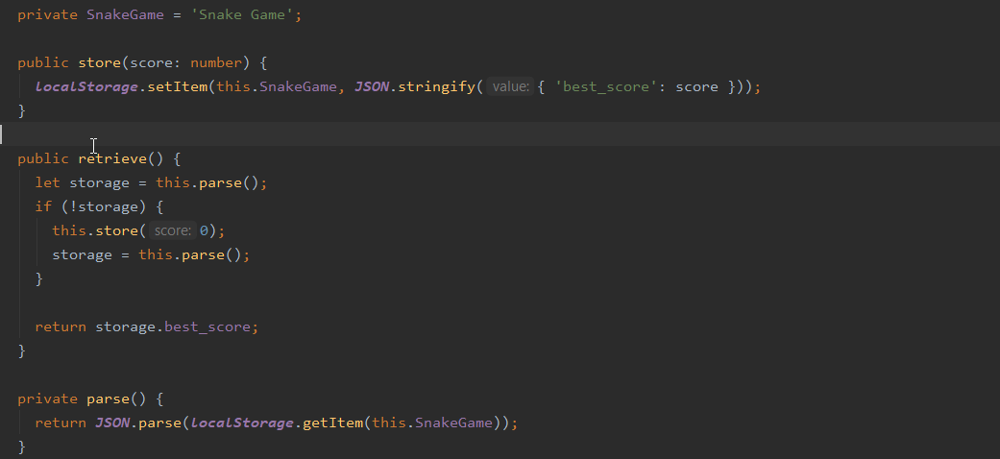 private SnakeGame = 'Snake Game';
public store(score: number) {
localStorage.setItem(this.SnakeGame, JSON.stringify( value: { 'best_score': score }));
}
public retrieve() {
let storage = this.parse();
if (!storage) {
this.store( score: 0);
storage = this.parse();
}
return storage.best_score;
}
private parse() {
return JSON.parse(localStorage.getItem(this.SnakeGame));
}